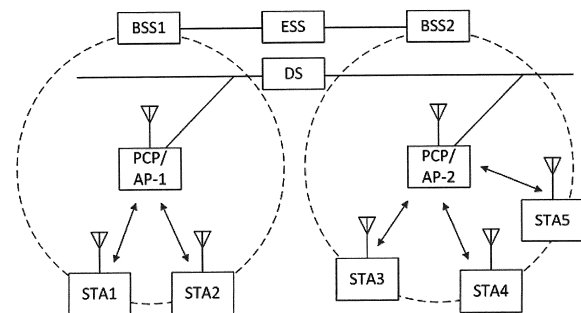 BSS1
ESS
BSS2
DS
PCP/
AP-1
PCP/
AP-2
STA5
STA1
STA2
STA3
STA4